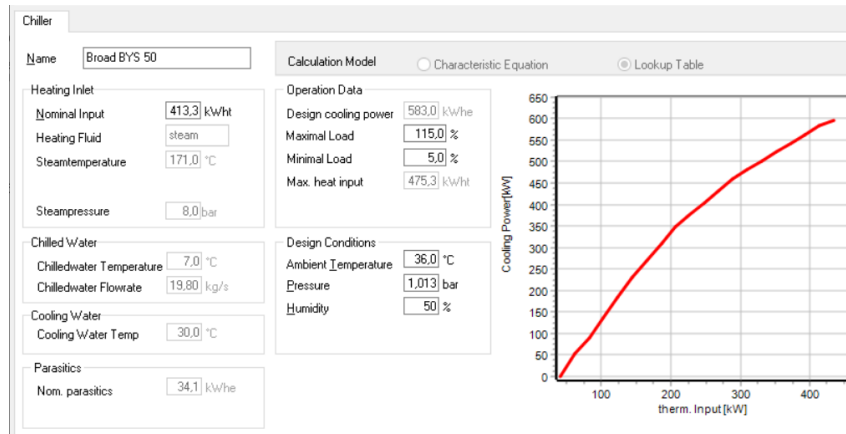 Chiller
Name Broad BYS 50
Calculation Model Characteristic Equation Lookup Table
Heating Inlet
Nominal Input 413,3 kWht
Heating Fluid steam
Steamtemperature 171,0 °C
Steampressure 8,0 bar
Chilled Water
Chilledwater Temperature 7,0 °C
Chilledwater Flowrate 19,80 kg/s
Cooling Water
Cooling Water Temp 30,0 °C
Parasitics
Nom. parasitics 34,1 kWhe
Operation Data
Design cooling power 583,0 kWhe
Maximal Load 115,0 %
Minimal Load 5,0 %
Max. heat input 475,3 kWht
Design Conditions
Ambient Temperature 36,0 °C
Pressure 1,013 bar
Humidity 50 %
Cooling Power[kW]
650
600
550
500
450
400
350
300
250
200
150
100
50
0
100 200 300 400
therm. Input [kW]